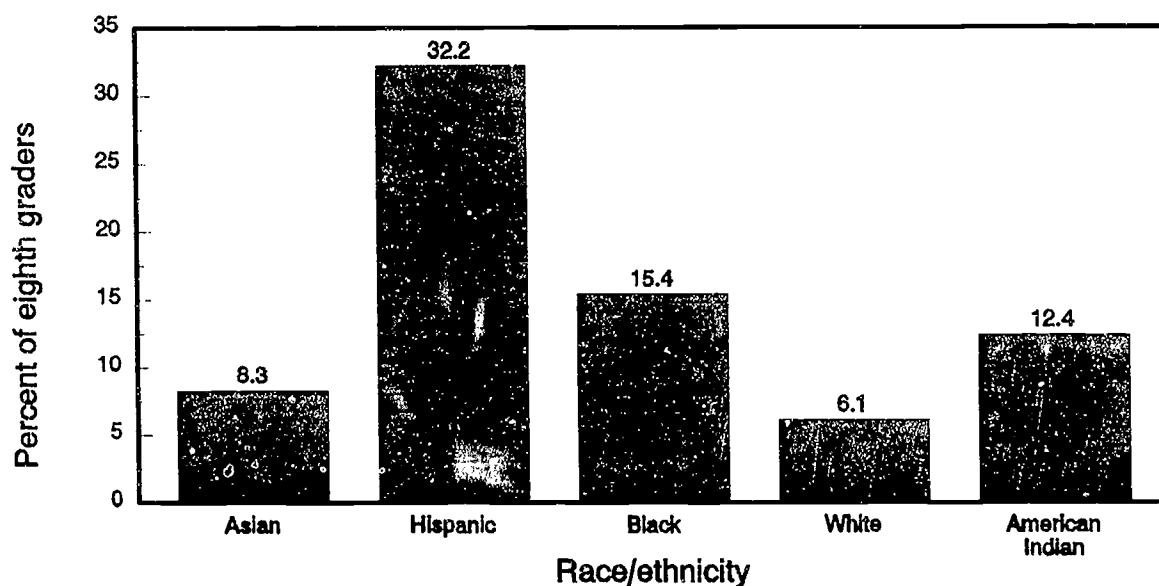 Percent of eighth graders
35
30
25
20
15
10
5
0
8.3
32.2
15.4
6.1
12.4
Asian
Hispanic
Black
White
American
Indian
Race/ethnicity